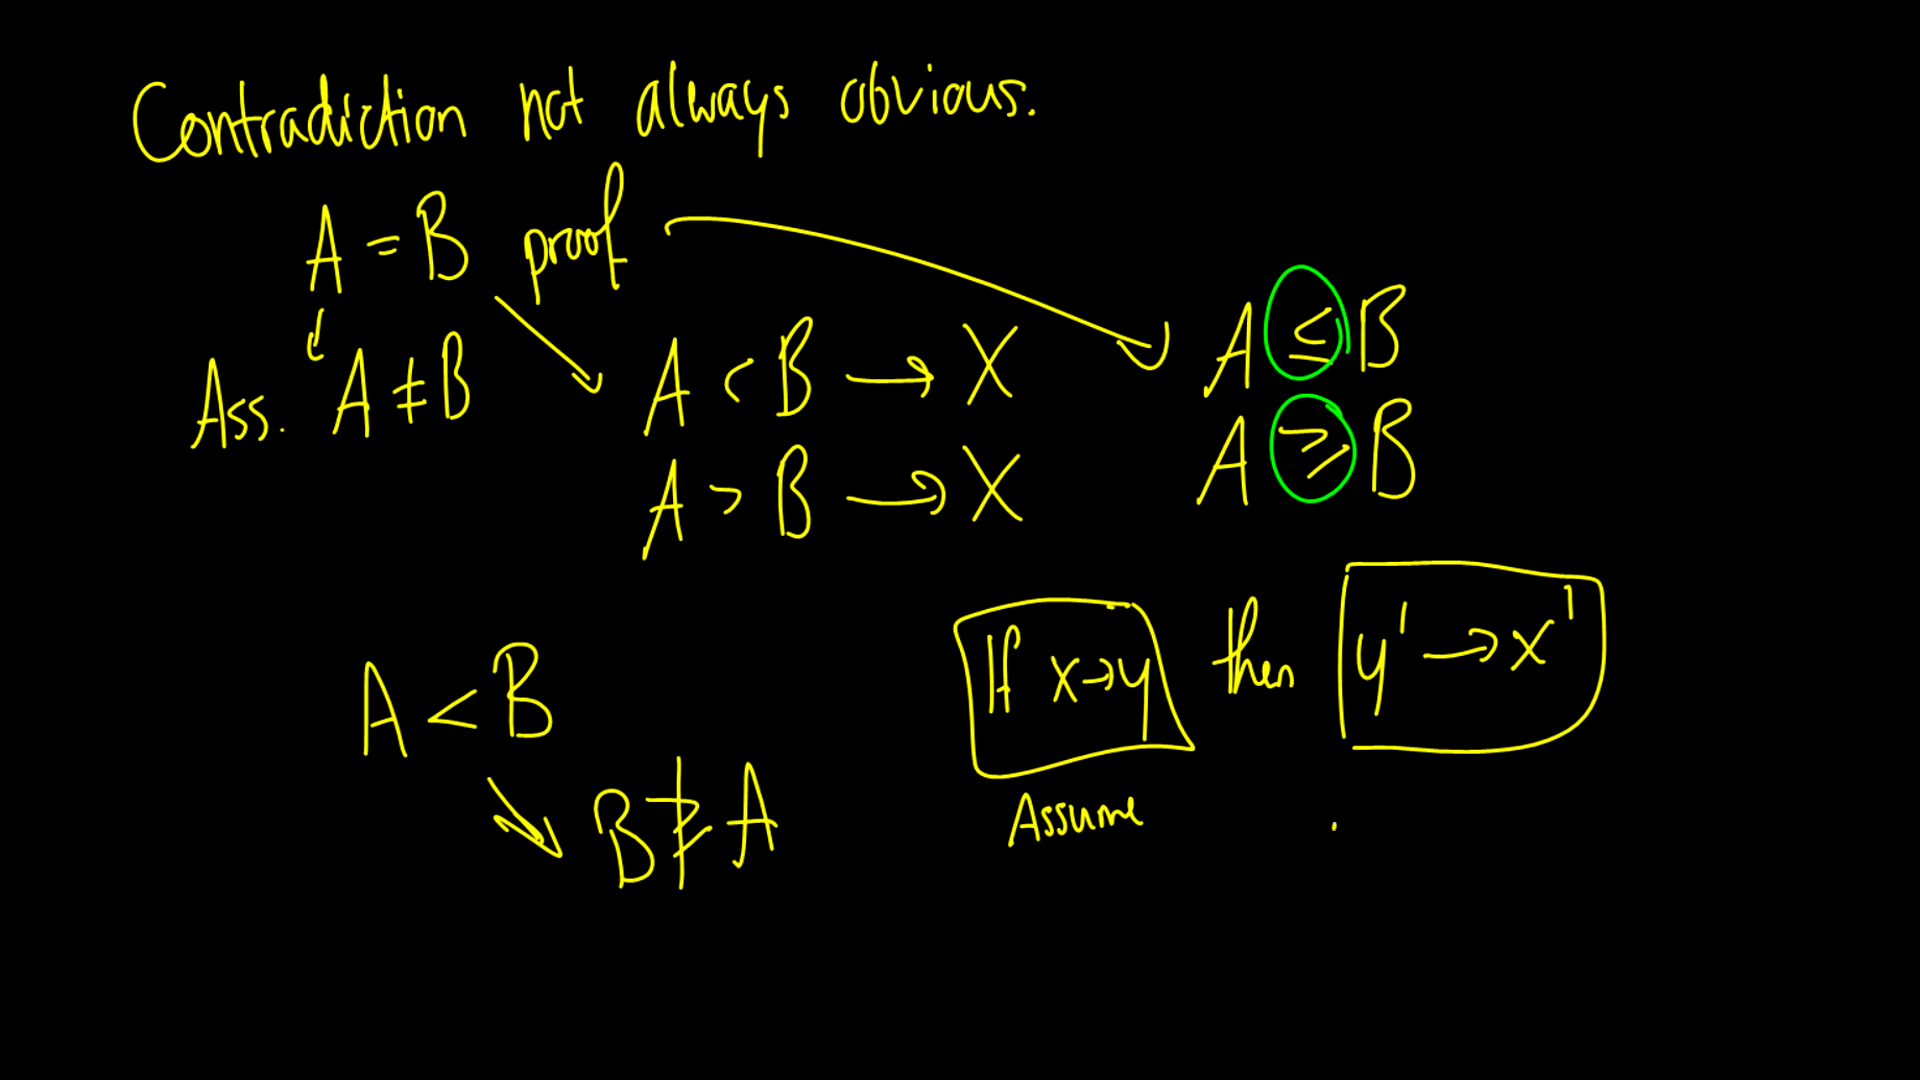 Contradiction not always obvious.
A = B proof
Ass. A ≠ B
A < B → X
A > B → X
A ≤ B
A ≥ B
A < B
B ≱ A
If x→y then y' → x'
Assume